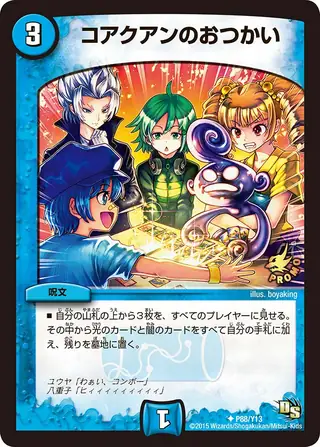 3
コアクアンのおつかい
PROMO
illus. boyaking
呪文
■自分の山札の上から3枚を、すべてのプレイヤーに見せる。
その中から光のカードと闇のカードをすべて自分の手札に加
え、残りを墓地に置く。
ユウヤ「わぁい、コンボー」
八重子「ヒィィィィィィィィィ」
1
DS
P88/Y13
©2015 Wizards/Shogakukan/Mitsui-Kids